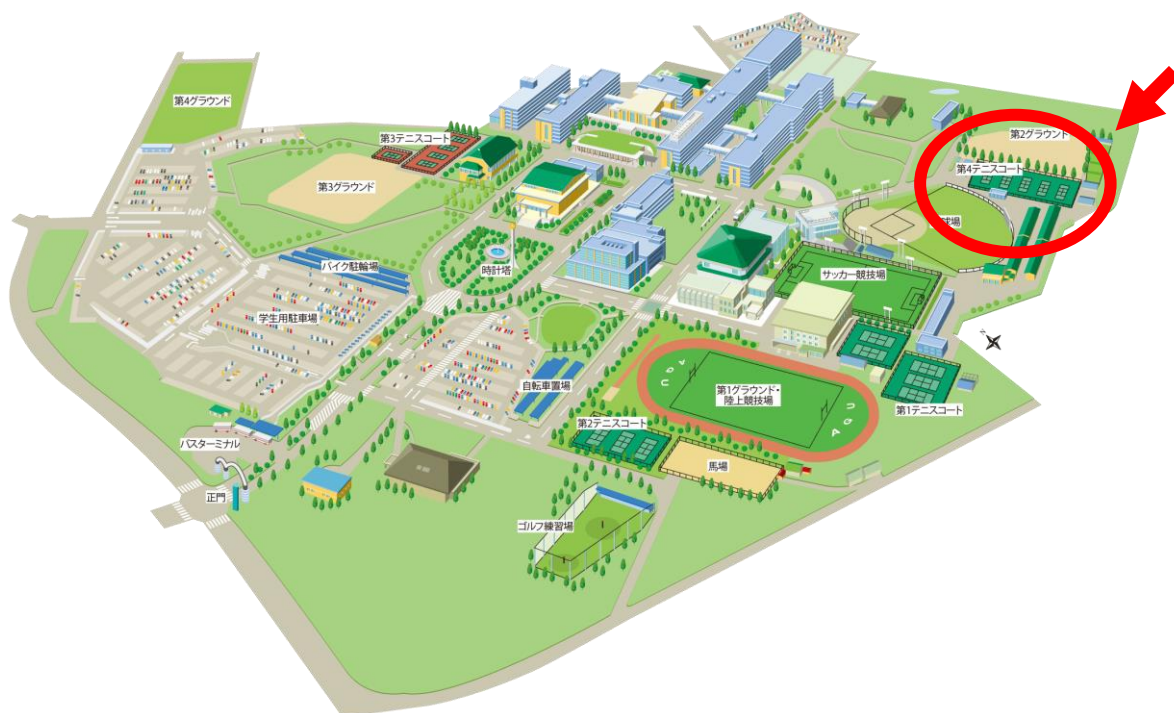 第4グラウンド
第3テニスコート
第2グラウンド
第4テニスコート
第3グラウンド
球場
時計塔
バイク駐輪場
サッカー競技場
学生用駐車場
自転車置場
第1グラウンド・
陸上競技場
第1テニスコート
第2テニスコート
バスターミナル
馬場
正門
ゴルフ練習場